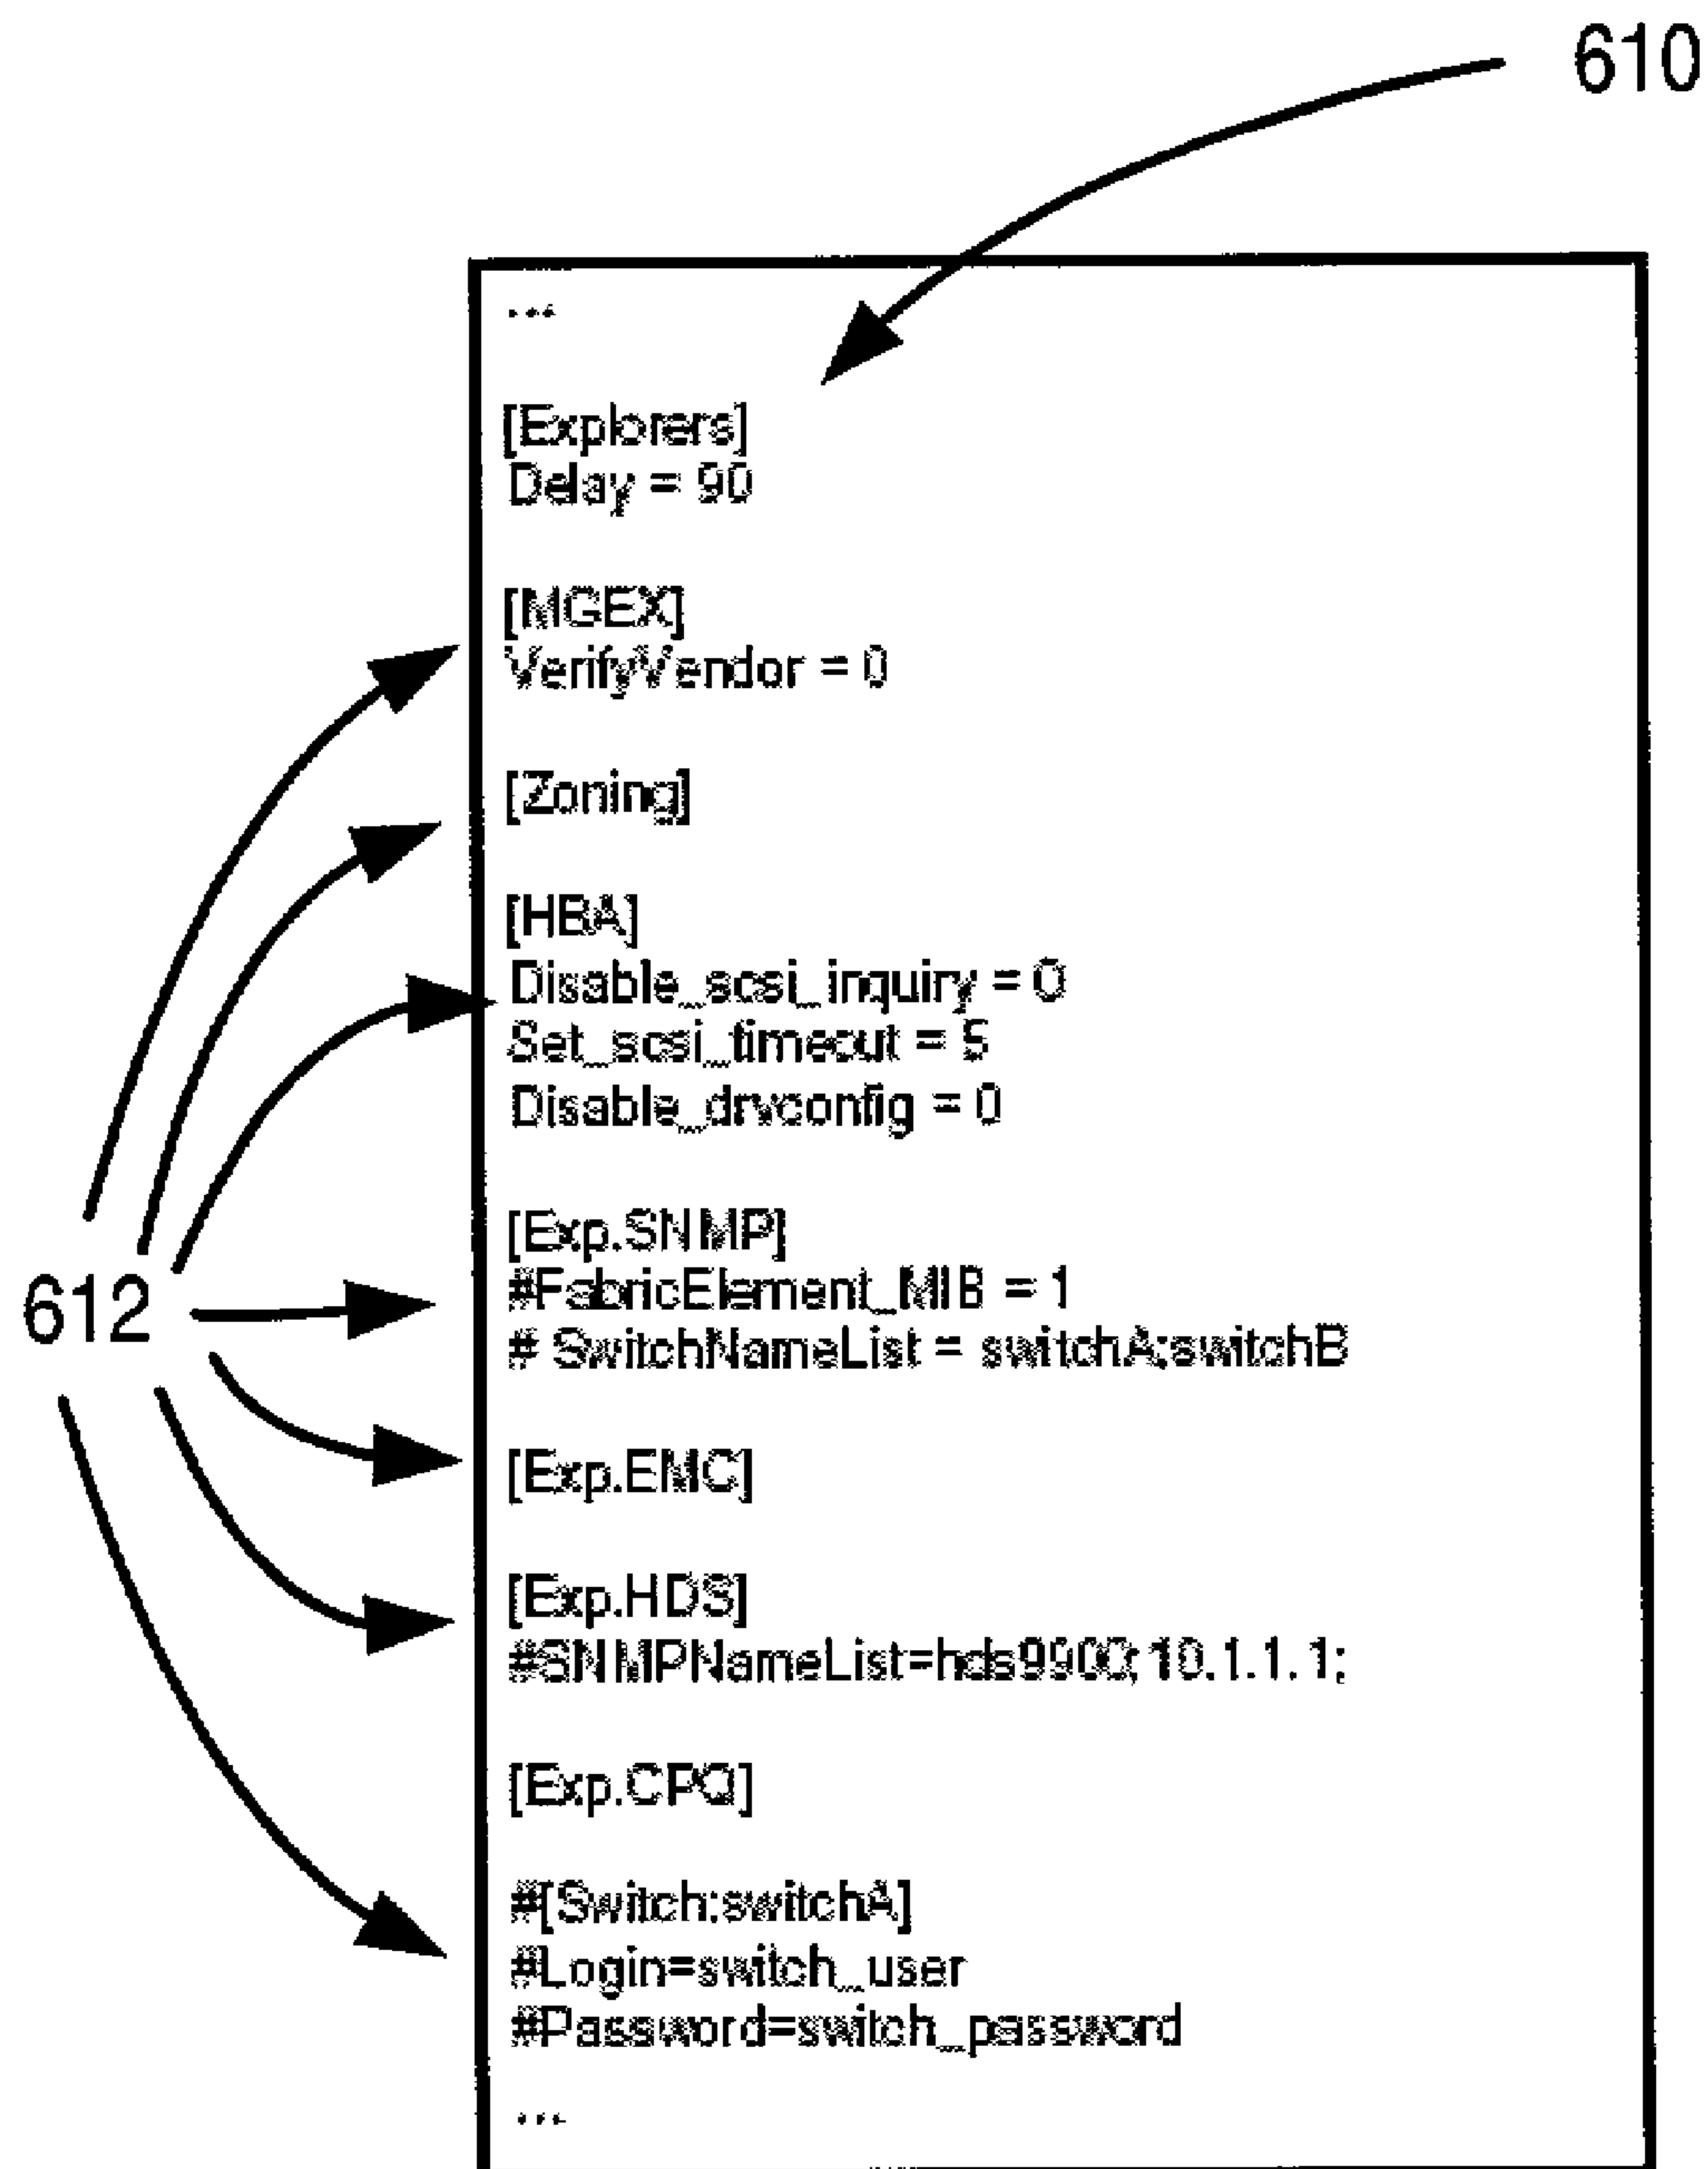 610
...
[Explorers]
Delay = 90
[MGEX]
VerifyVendor = 0
[Zoning]
[HBA]
Disable_scsi_inquiry = 0
Set_scsi_timeout = 5
Disable_drvconfig = 0
[Exp.SNMP]
#FabricElement_MIB = 1
# SwitchNameList = switchA;switchB
612
[Exp.EMC]
[Exp.HDS]
#SNMPNameList=hds9900;10.1.1.1;
[Exp.CPQ]
#[Switch:switchA]
#Login=switch_user
#Password=switch_password
...